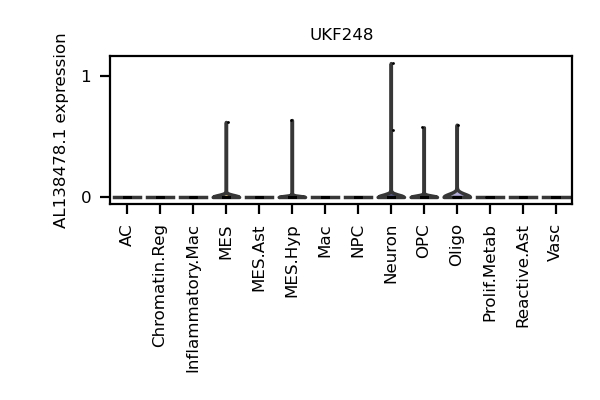 UKF248
AL138478.1 expression
1
0
AC
Chromatin.Reg
Inflammatory.Mac
MES
MES.Ast
MES.Hyp
Mac
NPC
Neuron
OPC
Oligo
Prolif.Metab
Reactive.Ast
Vasc